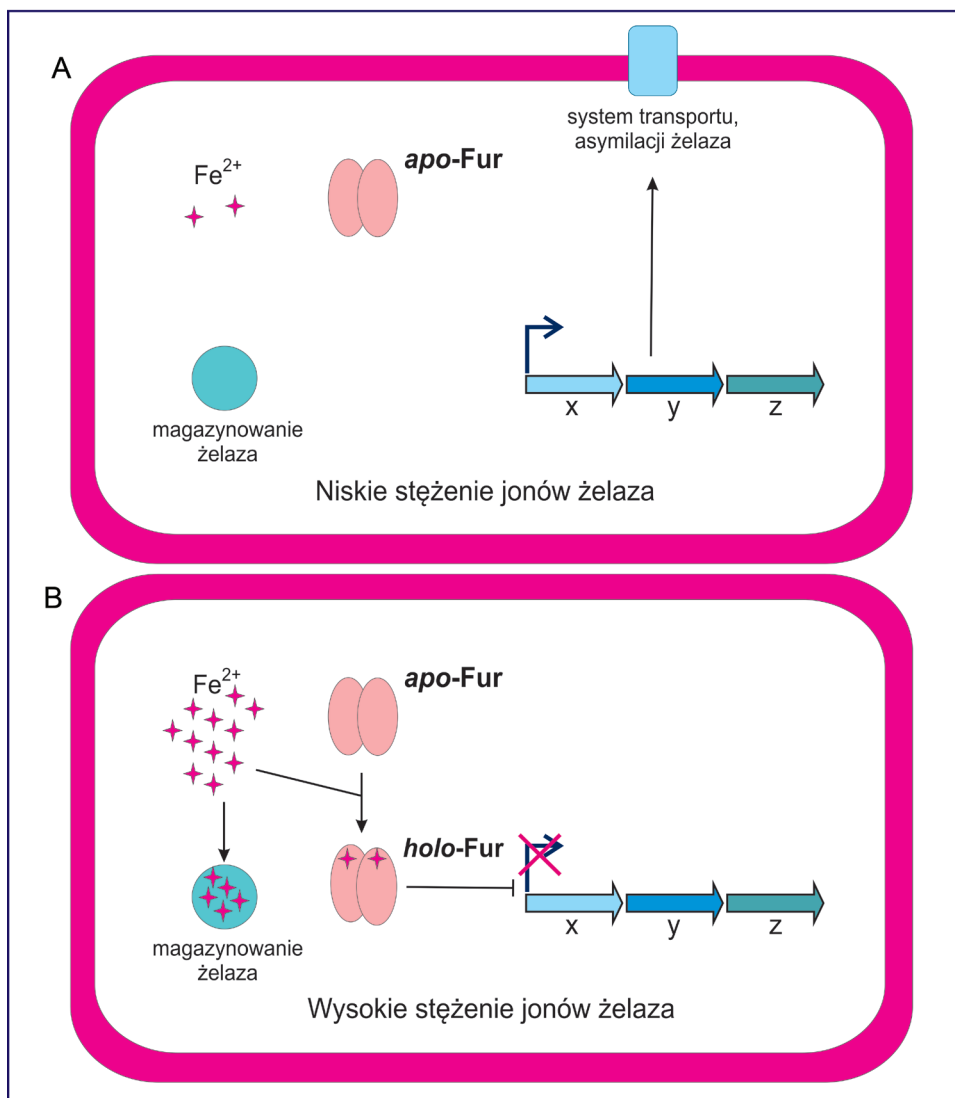 A
system transportu,
asymilacji żelaza
Fe2+
apo-Fur
x
y
z
magazynowanie
żelaza
Niskie stężenie jonów żelaza
B
Fe2+
apo-Fur
holo-Fur
x
y
z
magazynowanie
żelaza
Wysokie stężenie jonów żelaza